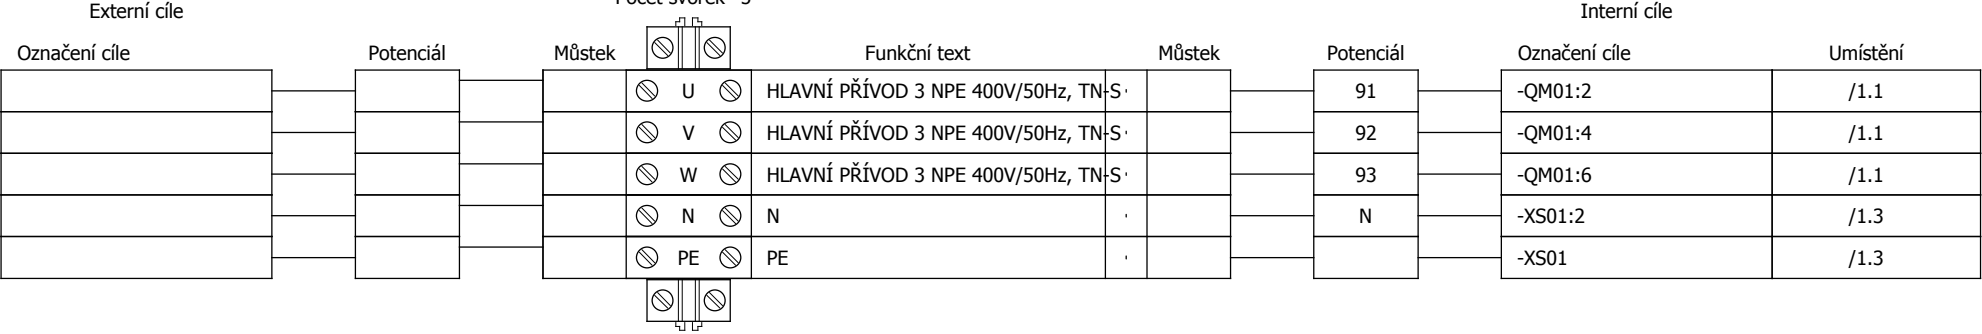 Počet svorek 5
Externí cíle
Interní cíle
Označení cíle Potenciál Můstek Funkční text Můstek Potenciál Označení cíle Umístění
U HLAVNÍ PŘÍVOD 3 NPE 400V/50Hz, TN-S 91 -QM01:2 /1.1
V HLAVNÍ PŘÍVOD 3 NPE 400V/50Hz, TN-S 92 -QM01:4 /1.1
W HLAVNÍ PŘÍVOD 3 NPE 400V/50Hz, TN-S 93 -QM01:6 /1.1
N N N -XS01:2 /1.3
PE PE -XS01 /1.3